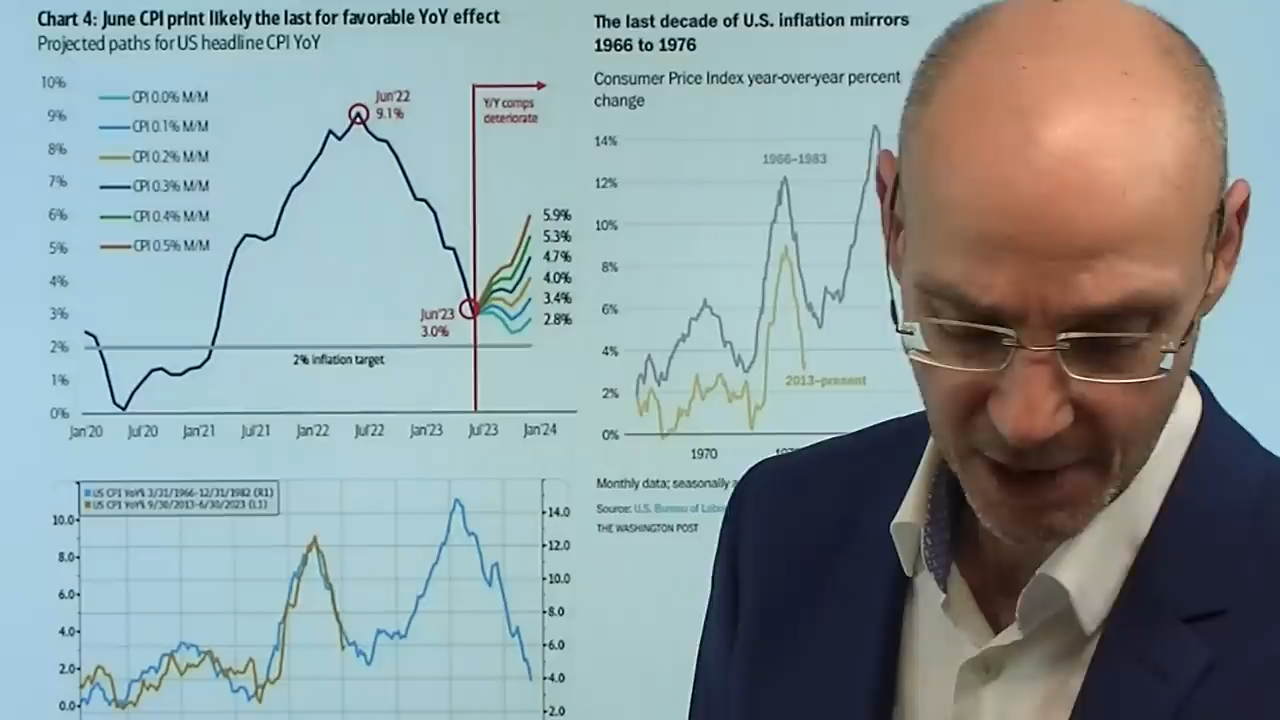 Chart 4: June CPI print likely the last for favorable YoY effect
Projected paths for US headline CPI YoY
10%
9%
8%
7%
6%
5%
4%
3%
2%
1%
0%
CPI 0.0% M/M
CPI 0.1% M/M
CPI 0.2% M/M
CPI 0.3% M/M
CPI 0.4% M/M
CPI 0.5% M/M
Jun'22
9.1%
Y/Y comps
deteriorate
5.9%
5.3%
4.7%
4.0%
3.4%
2.8%
Jun'23
3.0%
2% inflation target
Jan'20 Jul'20 Jan'21 Jul'21 Jan'22 Jul'22 Jan'23 Jul'23 Jan'24
The last decade of U.S. inflation mirrors
1966 to 1976
Consumer Price Index year-over-year percent
change
14%
12%
10%
8%
6%
4%
2%
0%
1966–1983
2013–present
1970
Monthly data; seasonally
Source: U.S. Bureau of
THE WASHINGTON POST
US CPI YoY% 3/31/1966-12/31/1982 (R1)
US CPI YoY% 9/30/2013-6/30/2023 (L1)
10.0
8.0
6.0
4.0
2.0
0.0
14.0
12.0
10.0
8.0
6.0
4.0
2.0